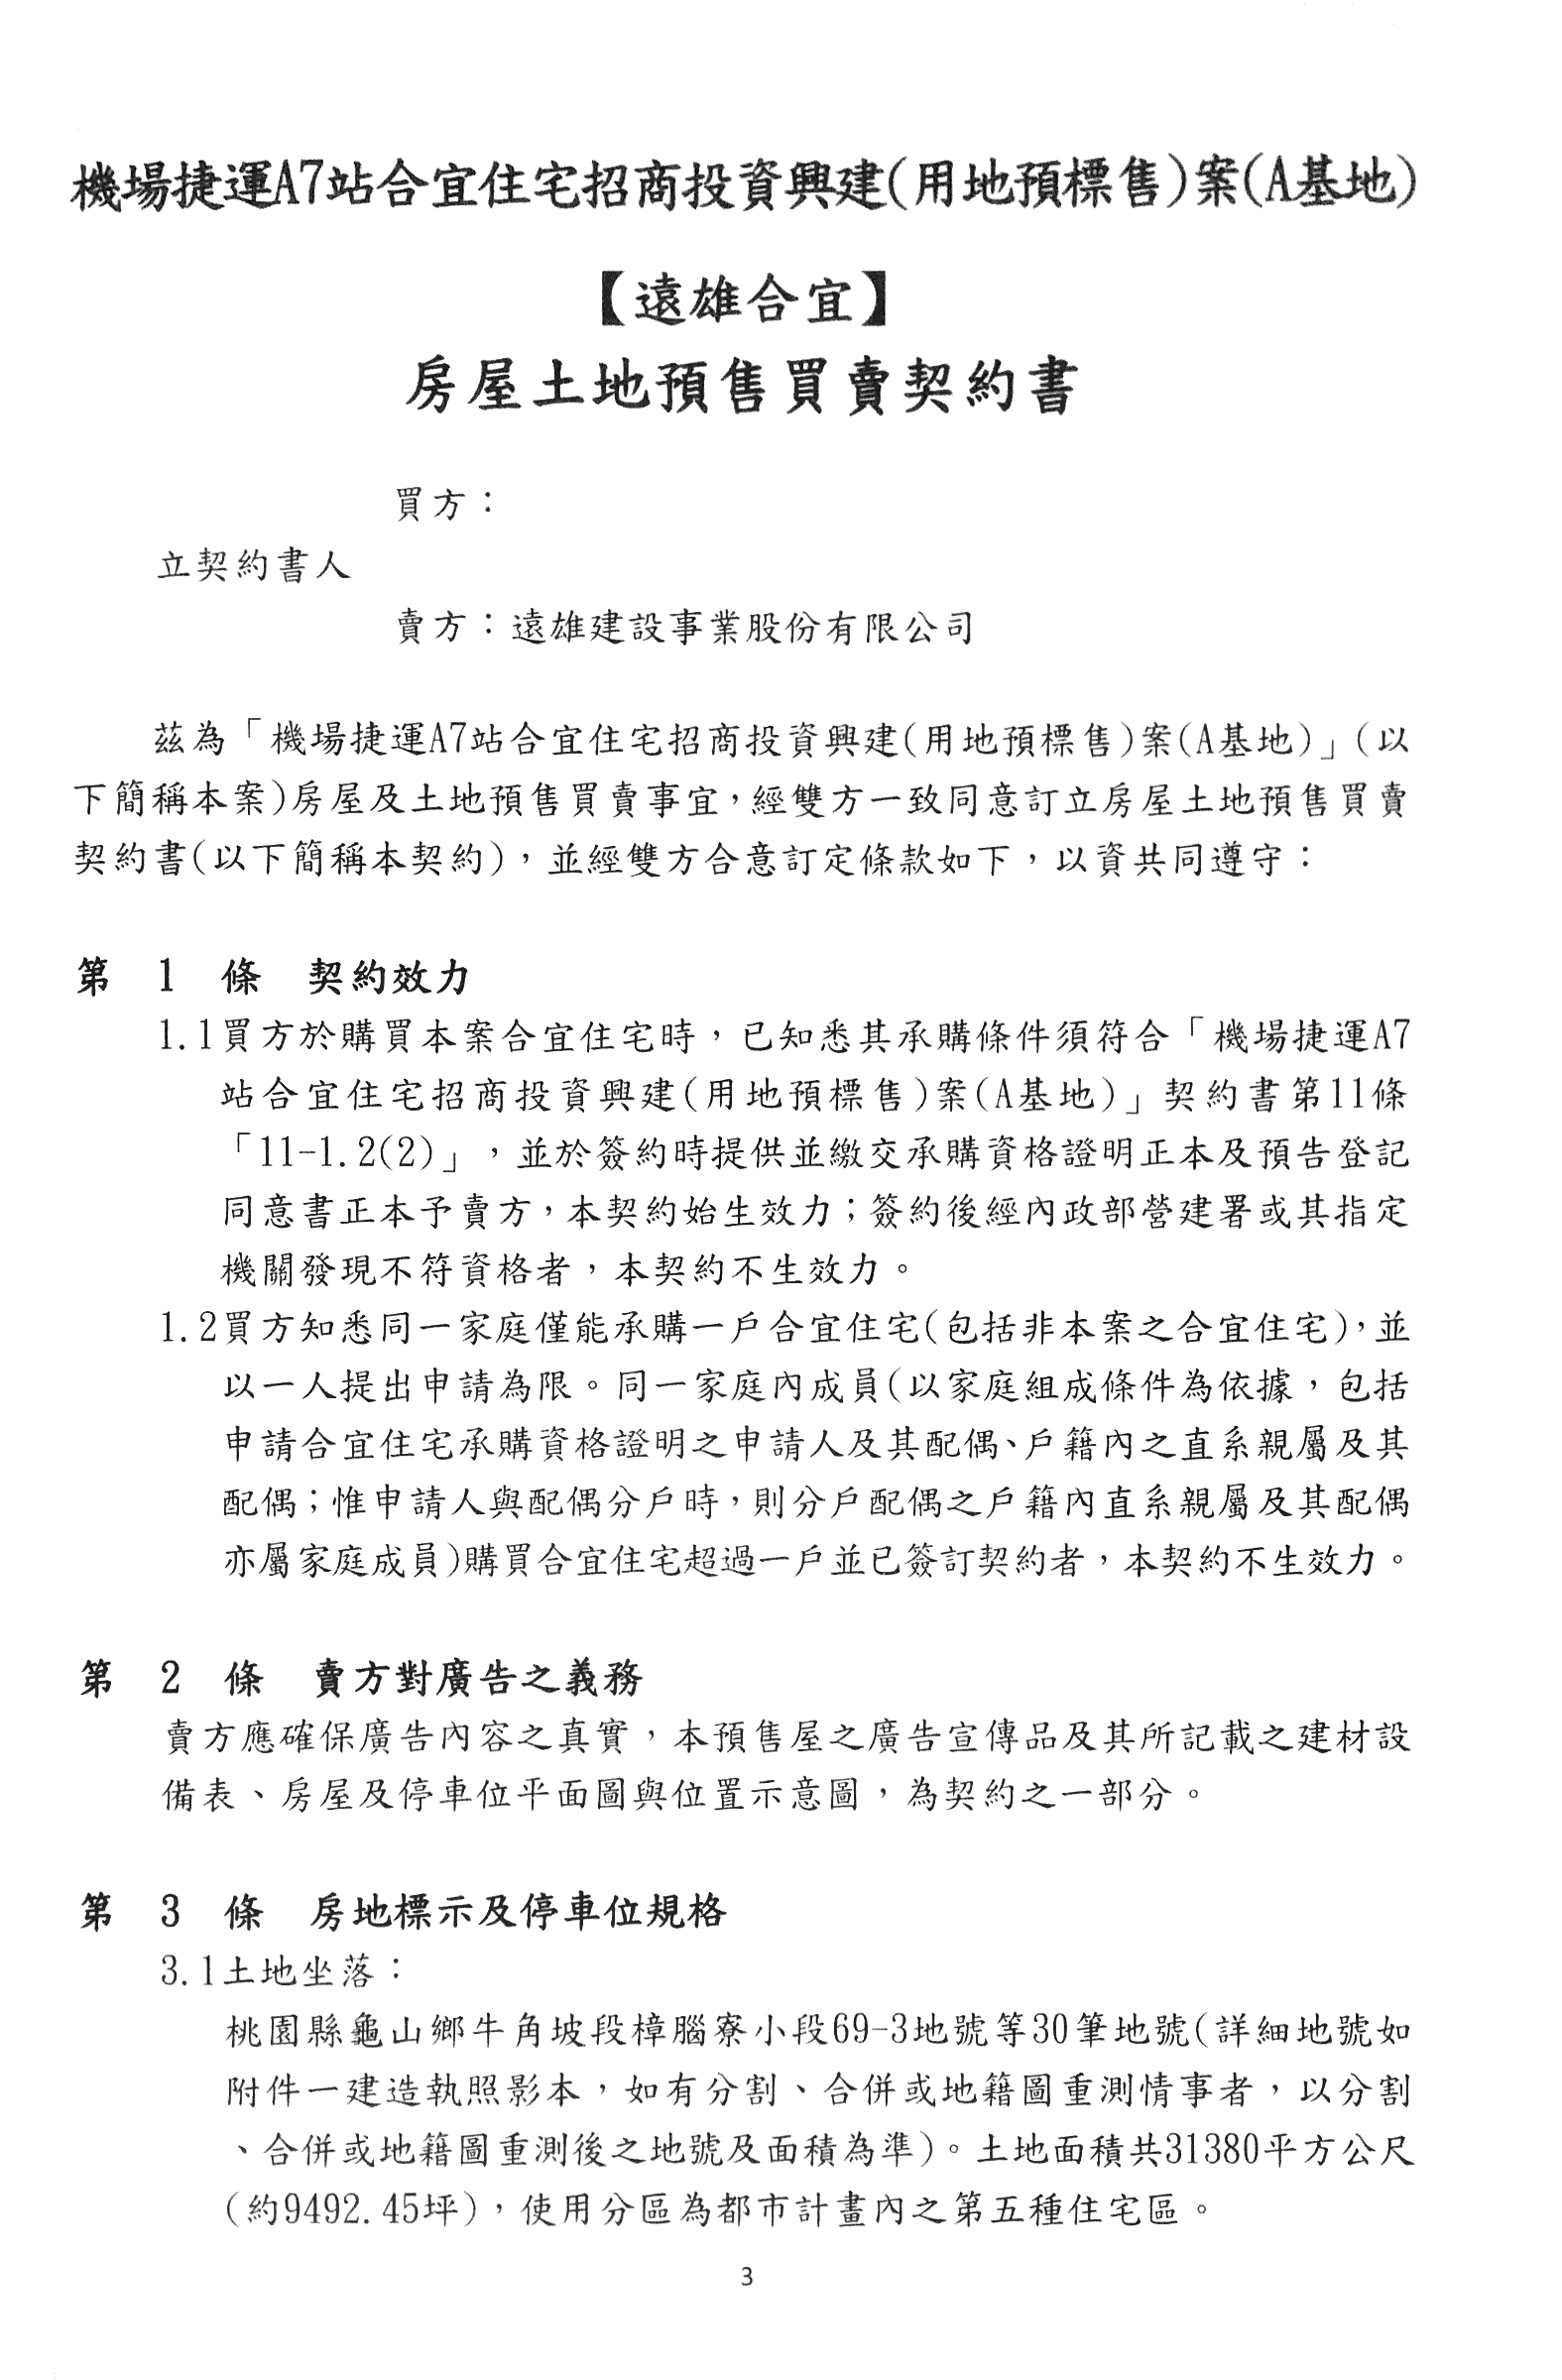 機場捷運A7站合宜住宅招商投資興建(用地預標售)案(A基地)
【遠雄合宜】
房屋土地預售買賣契約書
買方：
立契約書人
賣方：遠雄建設事業股份有限公司
茲為「機場捷運A7站合宜住宅招商投資興建(用地預標售)案(A基地)」(以
下簡稱本案)房屋及土地預售買賣事宜，經雙方一致同意訂立房屋土地預售買賣
契約書(以下簡稱本契約)，並經雙方合意訂定條款如下，以資共同遵守：
第 1 條 契約效力
1.1買方於購買本案合宜住宅時，已知悉其承購條件須符合「機場捷運A7
站合宜住宅招商投資興建(用地預標售)案(A基地)」契約書第11條
「11-1.2(2)」，並於簽約時提供並繳交承購資格證明正本及預告登記
同意書正本予賣方，本契約始生效力；簽約後經內政部營建署或其指定
機關發現不符資格者，本契約不生效力。
1.2買方知悉同一家庭僅能承購一戶合宜住宅(包括非本案之合宜住宅)，並
以一人提出申請為限。同一家庭內成員(以家庭組成條件為依據，包括
申請合宜住宅承購資格證明之申請人及其配偶、戶籍內之直系親屬及其
配偶；惟申請人與配偶分戶時，則分戶配偶之戶籍內直系親屬及其配偶
亦屬家庭成員)購買合宜住宅超過一戶並已簽訂契約者，本契約不生效力。
第 2 條 賣方對廣告之義務
賣方應確保廣告內容之真實，本預售屋之廣告宣傳品及其所記載之建材設
備表、房屋及停車位平面圖與位置示意圖，為契約之一部分。
第 3 條 房地標示及停車位規格
3.1土地坐落：
桃園縣龜山鄉牛角坡段樟腦寮小段69-3地號等30筆地號(詳細地號如
附件一建造執照影本，如有分割、合併或地籍圖重測情事者，以分割
、合併或地籍圖重測後之地號及面積為準)。土地面積共31380平方公尺
(約9492.45坪)，使用分區為都市計畫內之第五種住宅區。
3